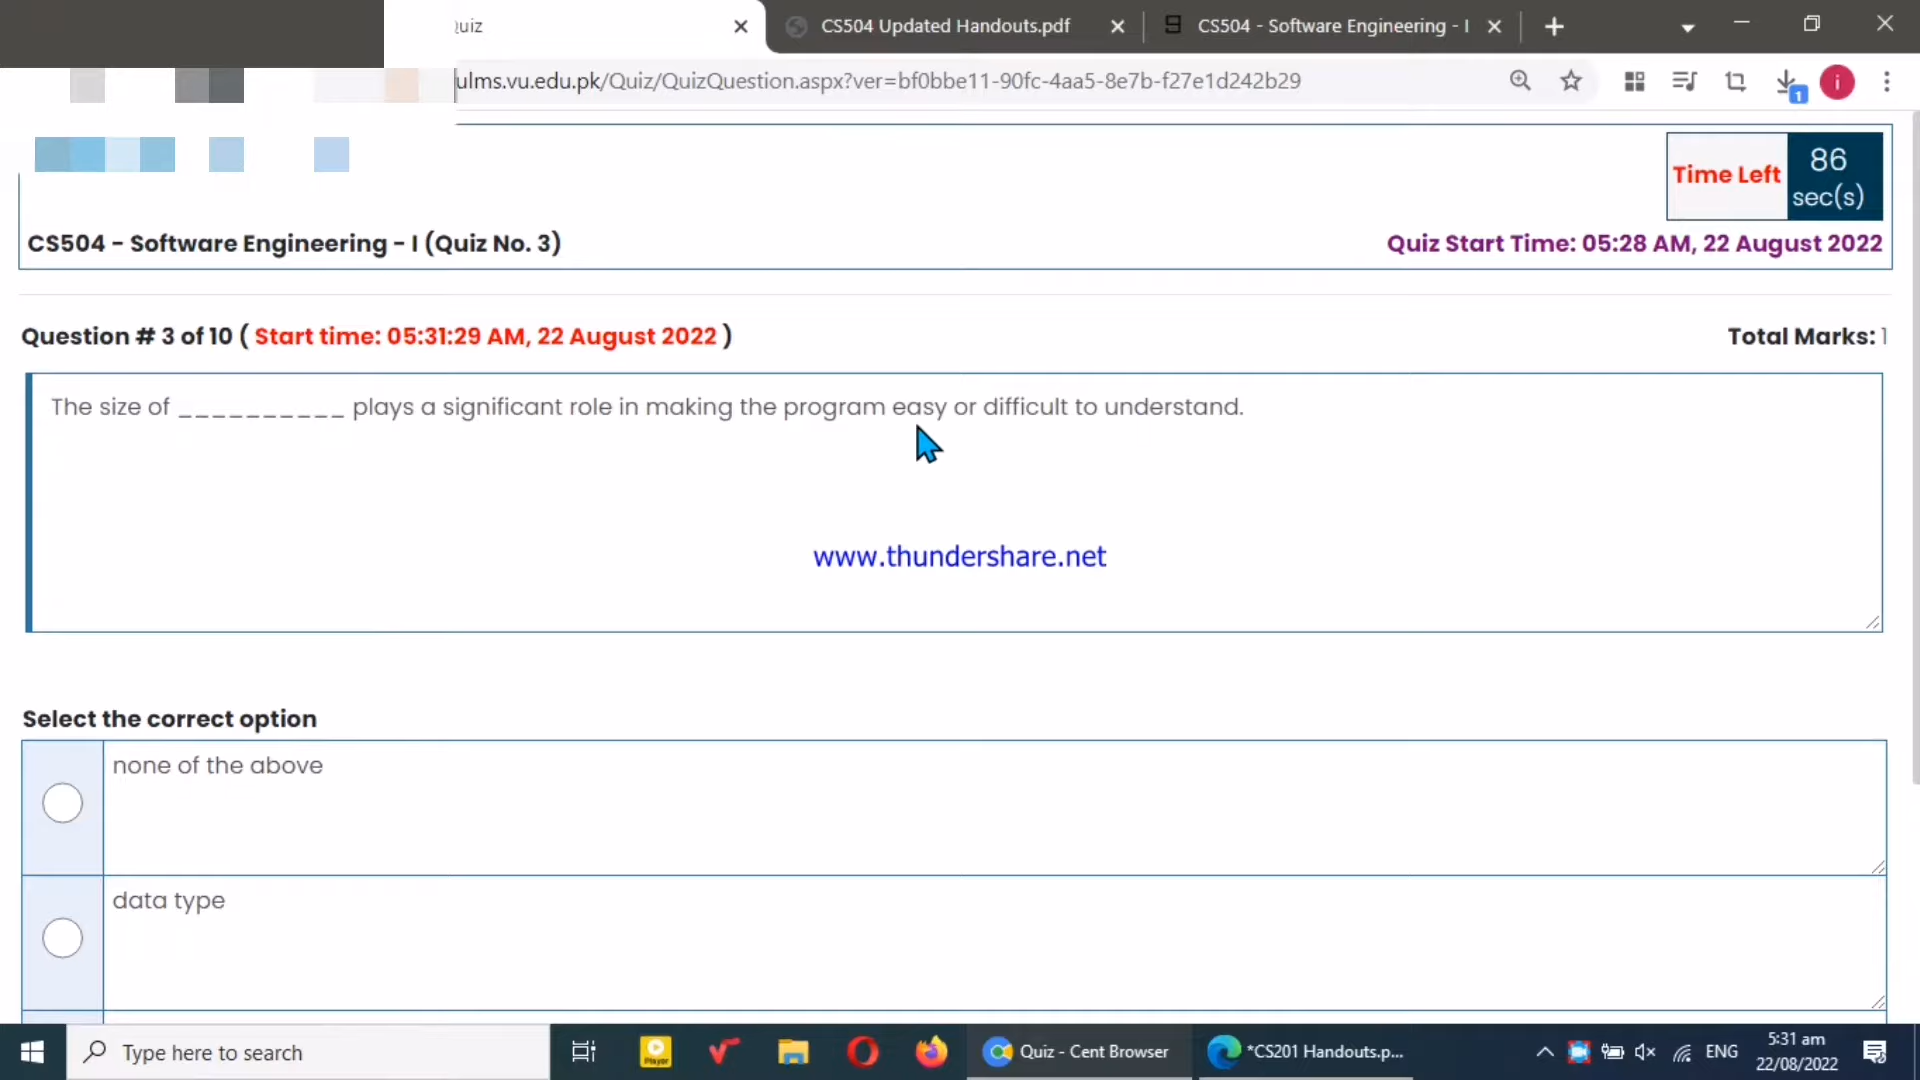 Quiz
CS504 Updated Handouts.pdf
CS504 - Software Engineering - I
ulms.vu.edu.pk/Quiz/QuizQuestion.aspx?ver=bf0bbe11-90fc-4aa5-8e7b-f27e1d242b29
1
i
Time Left
86
sec(s)
CS504 - Software Engineering - I (Quiz No. 3)
Quiz Start Time: 05:28 AM, 22 August 2022
Question # 3 of 10 ( Start time: 05:31:29 AM, 22 August 2022 )
Total Marks: 1
The size of __________ plays a significant role in making the program easy or difficult to understand.
www.thundershare.net
Select the correct option
none of the above
data type
Type here to search
Player
Quiz - Cent Browser
*CS201 Handouts.p...
ENG
5:31 am
22/08/2022